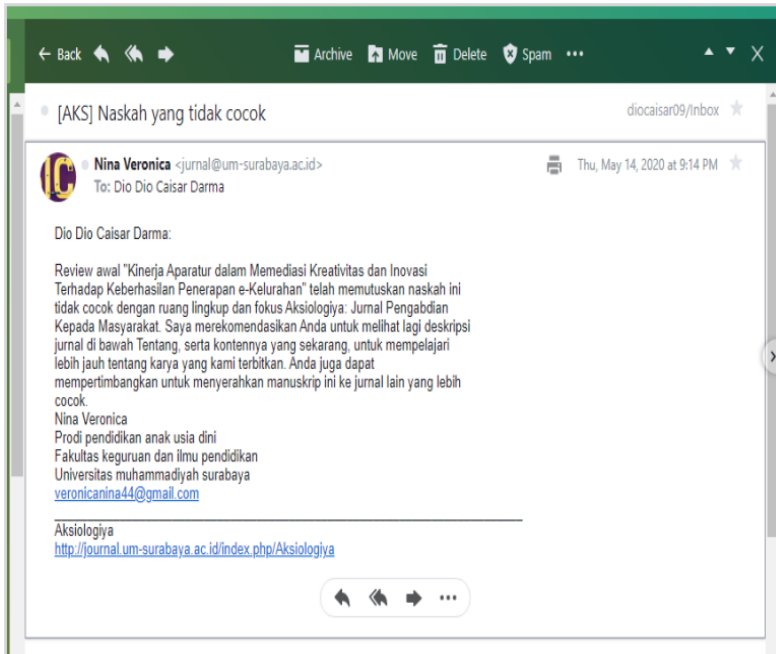 ← Back Archive Move Delete Spam
[AKS] Naskah yang tidak cocok diocaisar09/Inbox
Nina Veronica <jurnal@um-surabaya.ac.id> Thu, May 14, 2020 at 9:14 PM
To: Dio Dio Caisar Darma
Dio Dio Caisar Darma:
Review awal "Kinerja Aparatur dalam Memediasi Kreativitas dan Inovasi
Terhadap Keberhasilan Penerapan e-Kelurahan" telah memutuskan naskah ini
tidak cocok dengan ruang lingkup dan fokus Aksiologiya: Jurnal Pengabdian
Kepada Masyarakat. Saya merekomendasikan Anda untuk melihat lagi deskripsi
jurnal di bawah Tentang, serta kontennya yang sekarang, untuk mempelajari
lebih jauh tentang karya yang kami terbitkan. Anda juga dapat
mempertimbangkan untuk menyerahkan manuskrip ini ke jurnal lain yang lebih
cocok.
Nina Veronica
Prodi pendidikan anak usia dini
Fakultas keguruan dan ilmu pendidikan
Universitas muhammadiyah surabaya
veronicanina44@gmail.com
Aksiologiya
http://journal.um-surabaya.ac.id/index.php/Aksiologiya